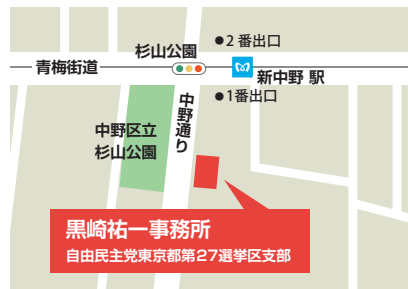 杉山公園
●2番出口
青梅街道
新中野 駅
●1番出口
中野通り
中野区立
杉山公園
黒崎祐一事務所
自由民主党東京都第27選挙区支部